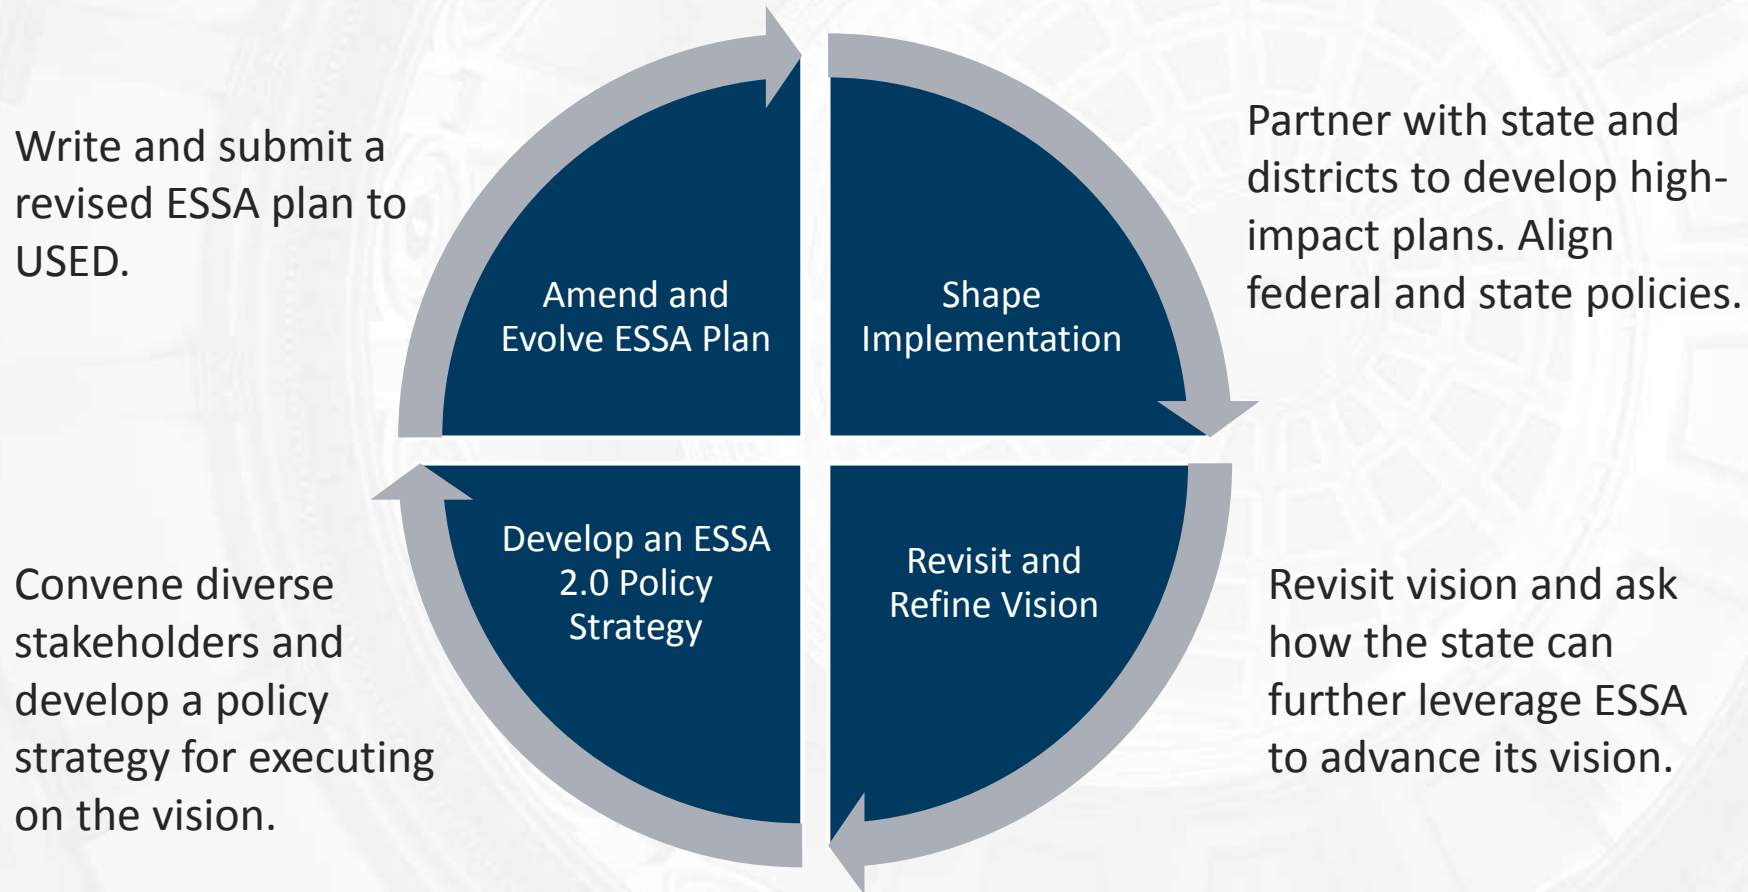 Write and submit a
revised ESSA plan to
USED.
Amend and
Evolve ESSA Plan
Shape
Implementation
Partner with state and
districts to develop high-
impact plans. Align
federal and state policies.
Convene diverse
stakeholders and
develop a policy
strategy for executing
on the vision.
Develop an ESSA
2.0 Policy
Strategy
Revisit and
Refine Vision
Revisit vision and ask
how the state can
further leverage ESSA
to advance its vision.